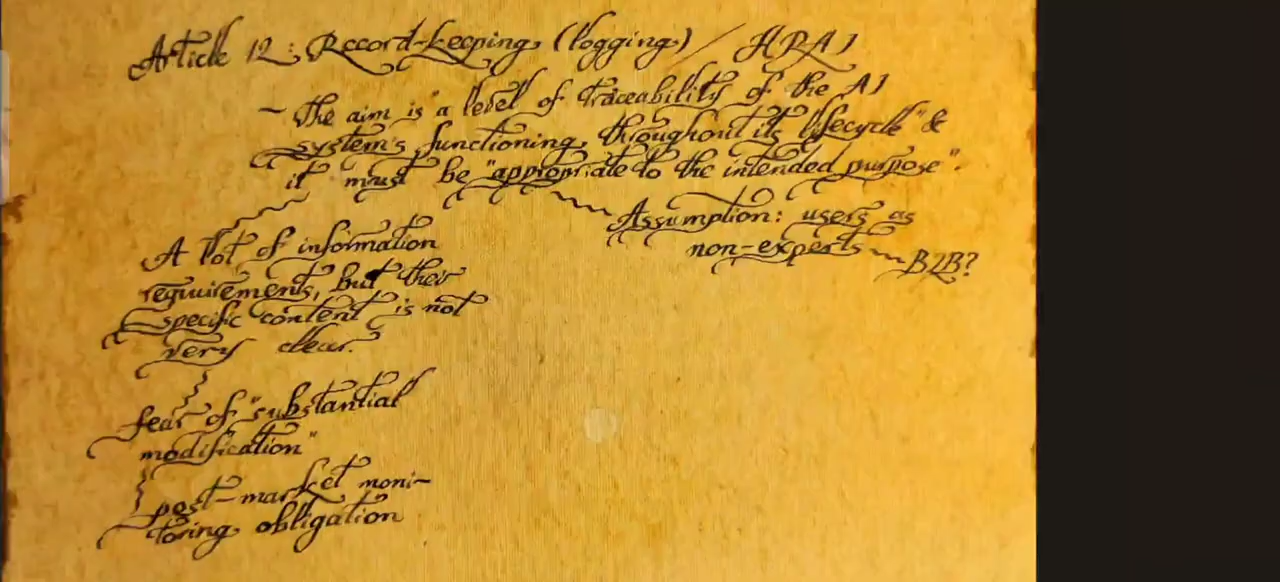 Article 12: Record-keeping (logging) / HRAI
- The aim is "a level of traceability of the AI
system's functioning throughout its lifecycle" &
it must be "appropriate to the intended purpose".
Assumption: users as
non-experts ~ B2B?
A lot of information
requirements, but their
specific content is not
very clear.
fear of "substantial
modification"
post-market moni-
toring obligation